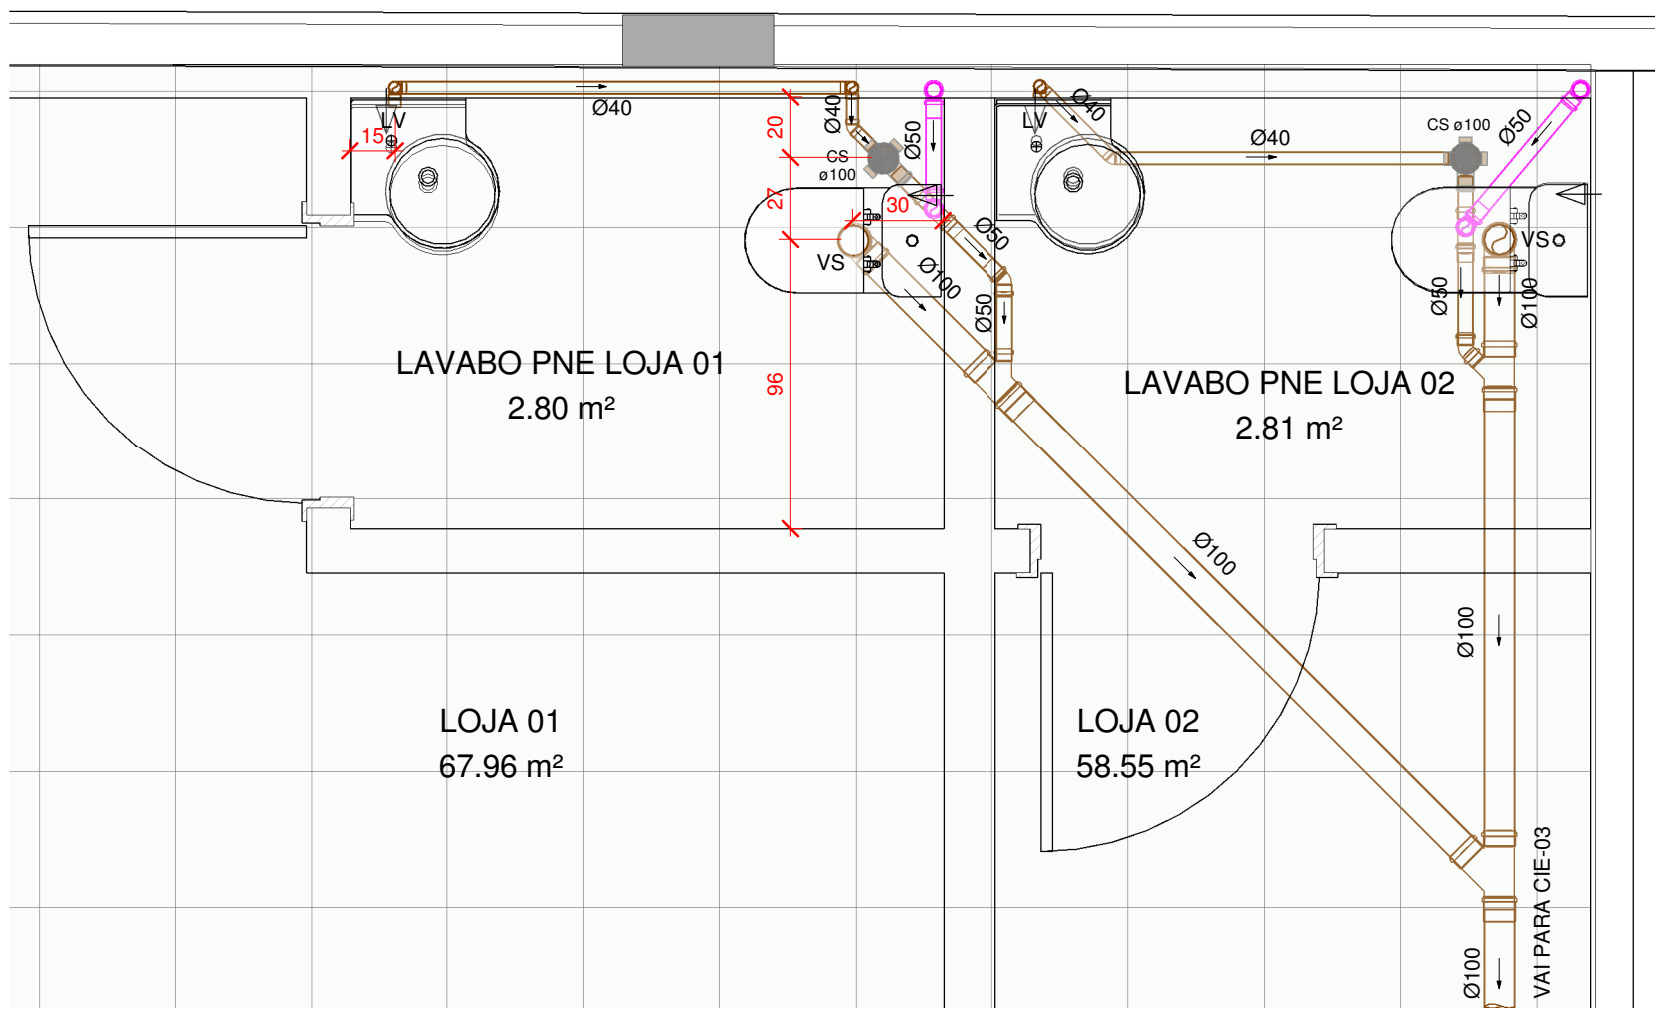 Ø40
Ø40
Ø50
Ø40
Ø50
LV
15
20
CS
ø100
LV
Ø40
CS ø100
27
30
VS
Ø50
Ø100
Ø50
VS
Ø50
Ø100
LAVABO PNE LOJA 01
2.80 m²
96
LAVABO PNE LOJA 02
2.81 m²
Ø100
Ø100
LOJA 01
67.96 m²
LOJA 02
58.55 m²
VAI PARA CIE-03
Ø100